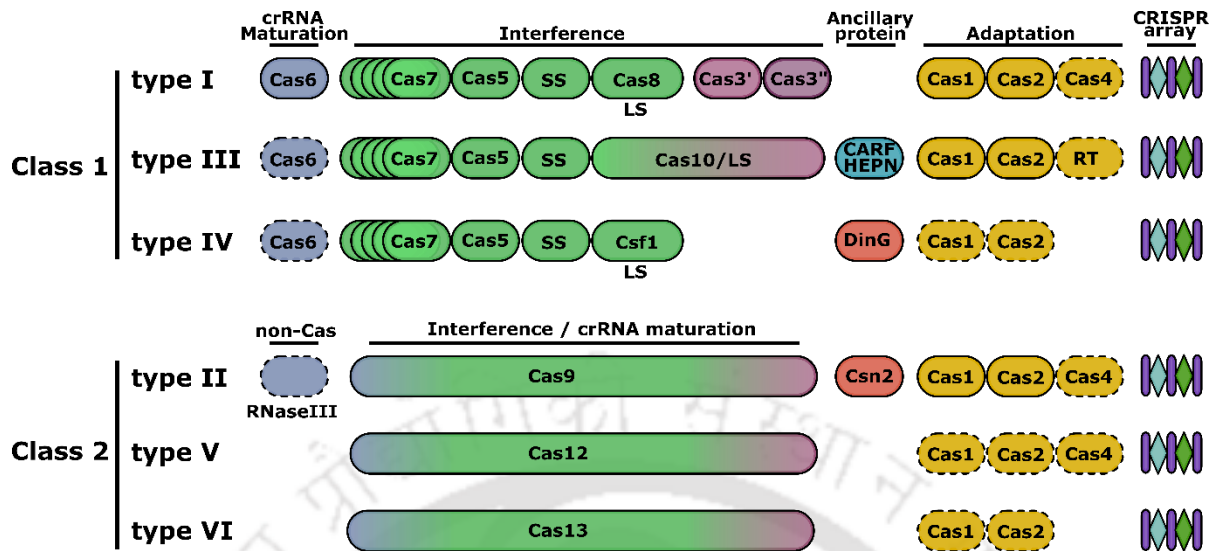 crRNA
Maturation
Interference
Ancillary
protein
Adaptation
CRISPR
array
Class 1
type I
Cas6
Cas7
Cas5
SS
Cas8
LS
Cas3'
Cas3"
Cas1
Cas2
Cas4
type III
Cas6
Cas7
Cas5
SS
Cas10/LS
CARF
HEPN
Cas1
Cas2
RT
type IV
Cas6
Cas7
Cas5
SS
Csf1
LS
DinG
Cas1
Cas2
non-Cas
Interference / crRNA maturation
Class 2
type II
RNaseIII
Cas9
Csn2
Cas1
Cas2
Cas4
type V
Cas12
Cas1
Cas2
Cas4
type VI
Cas13
Cas1
Cas2